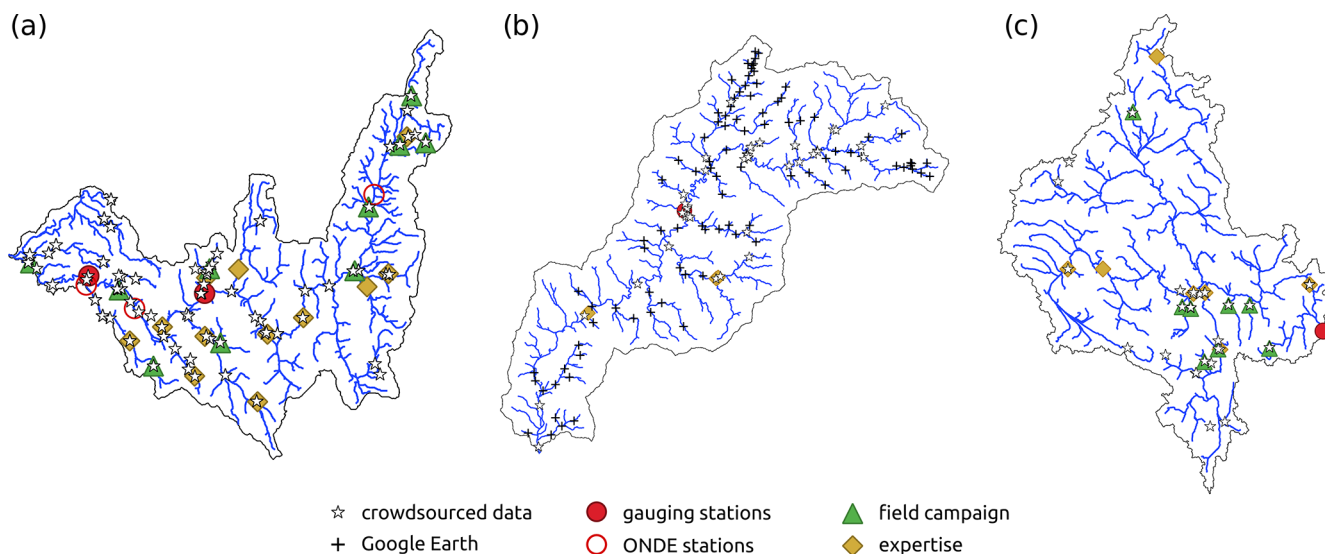 (a) (b) (c)
crowdsourced data gauging stations field campaign
Google Earth ONDE stations expertise